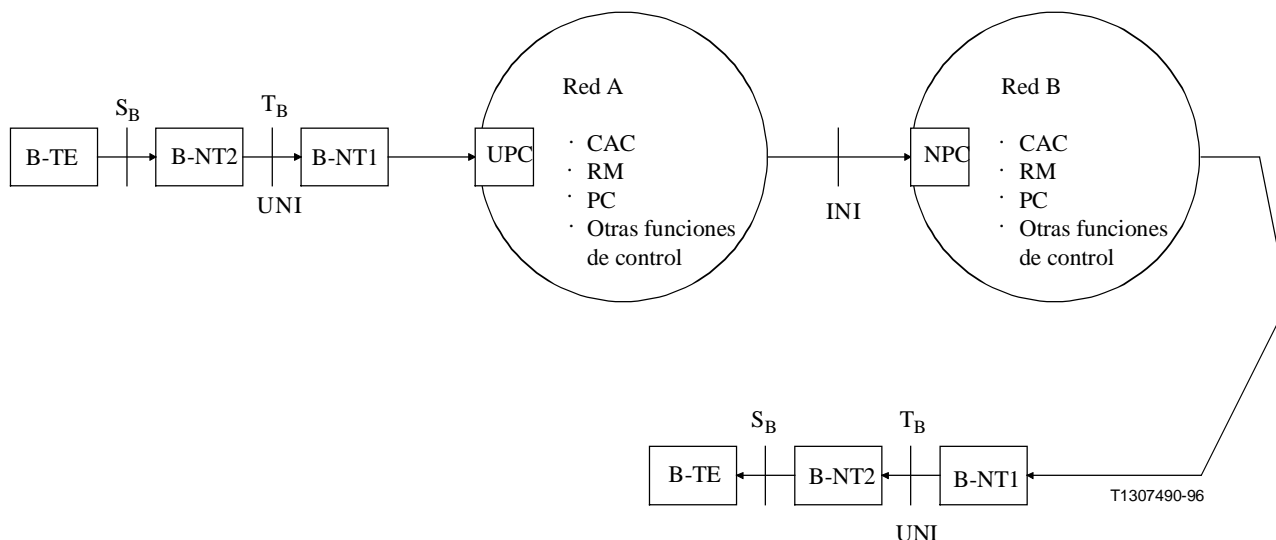 Red A
Red B
S_B
T_B
B-TE
B-NT2
B-NT1
UPC
· CAC
· RM
· PC
· Otras funciones
de control
NPC
· CAC
· RM
· PC
· Otras funciones
de control
UNI
INI
S_B
T_B
B-TE
B-NT2
B-NT1
T1307490-96
UNI